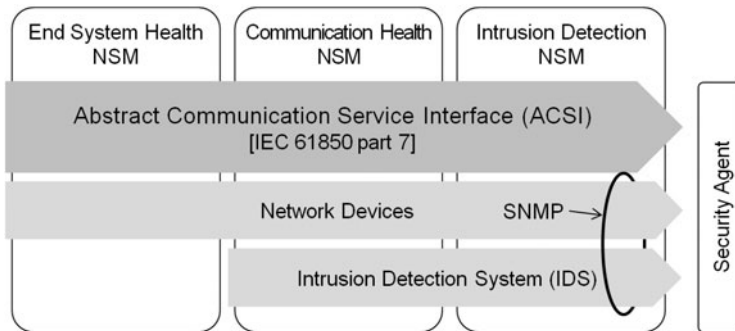 End System Health
NSM
Communication Health
NSM
Intrusion Detection
NSM
Abstract Communication Service Interface (ACSI)
[IEC 61850 part 7]
Network Devices
SNMP
Intrusion Detection System (IDS)
Security Agent